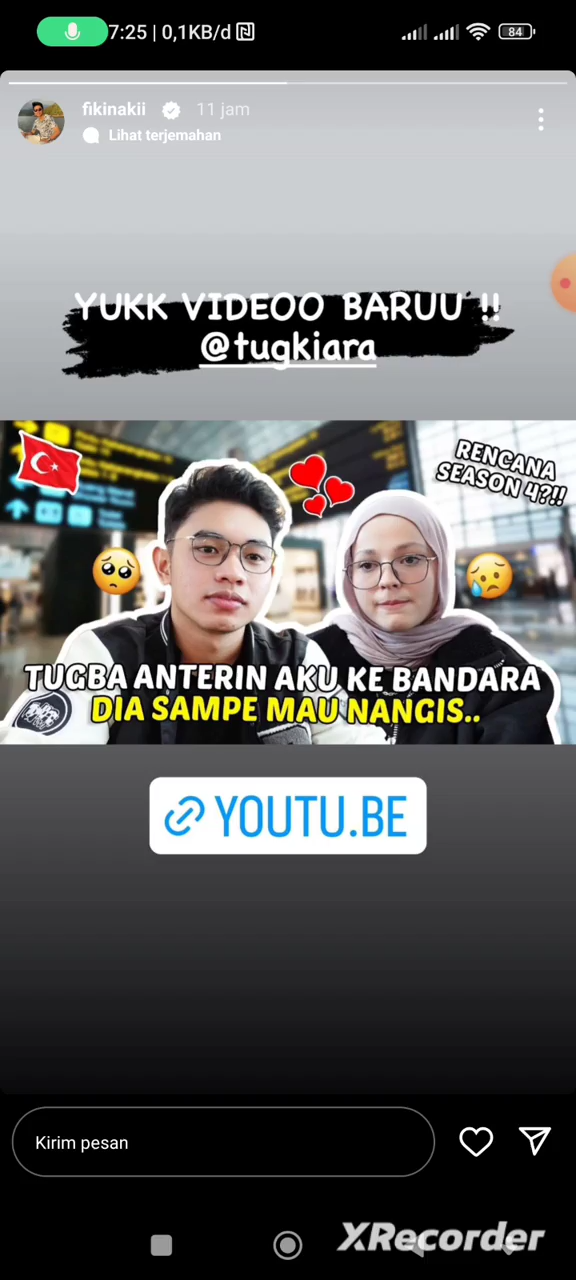 7:25 | 0,1KB/d
84
fikinakii 11 jam
Lihat terjemahan
YUKK VIDEOO BARUU !!
@tugkiara
RENCANA
SEASON 4?!!
TUGBA ANTERIN AKU KE BANDARA
DIA SAMPE MAU NANGIS..
YOUTU.BE
Kirim pesan
XRecorder